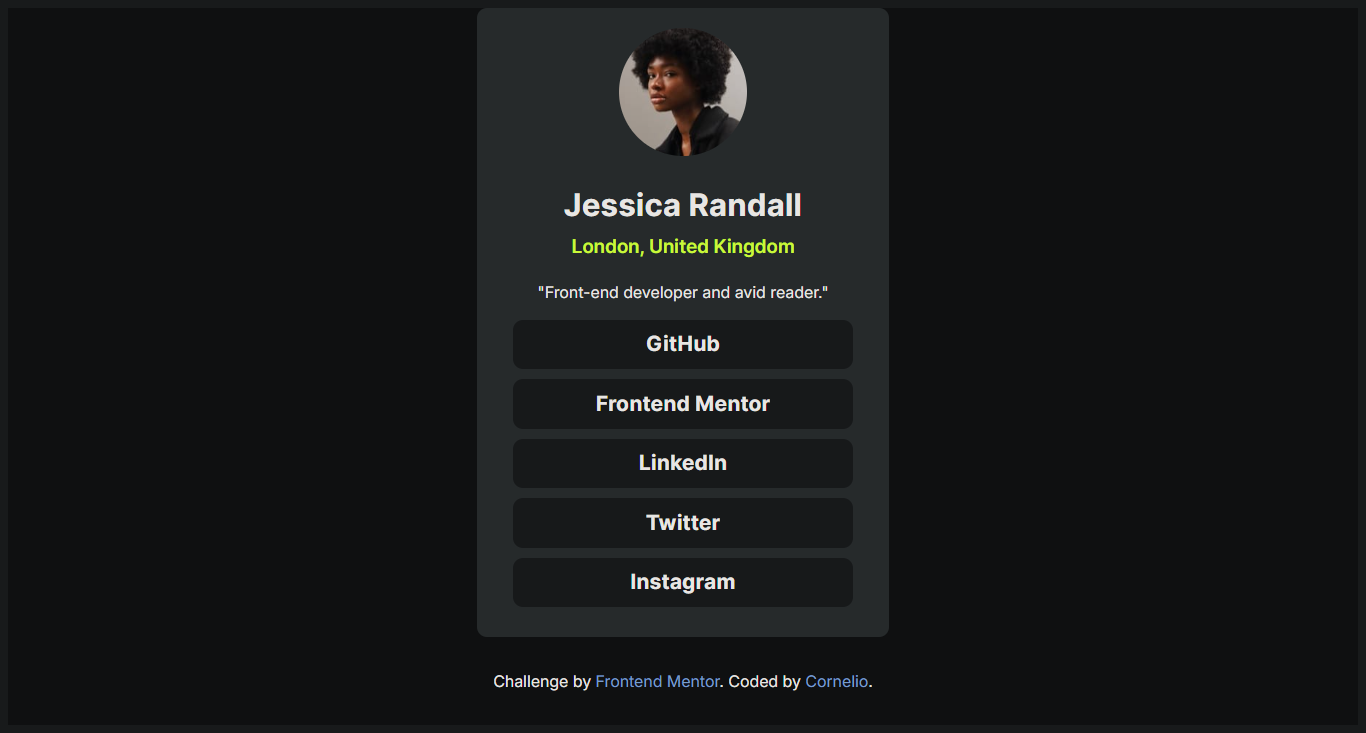 Jessica Randall
London, United Kingdom
"Front-end developer and avid reader."
GitHub
Frontend Mentor
LinkedIn
Twitter
Instagram
Challenge by Frontend Mentor. Coded by Cornelio.